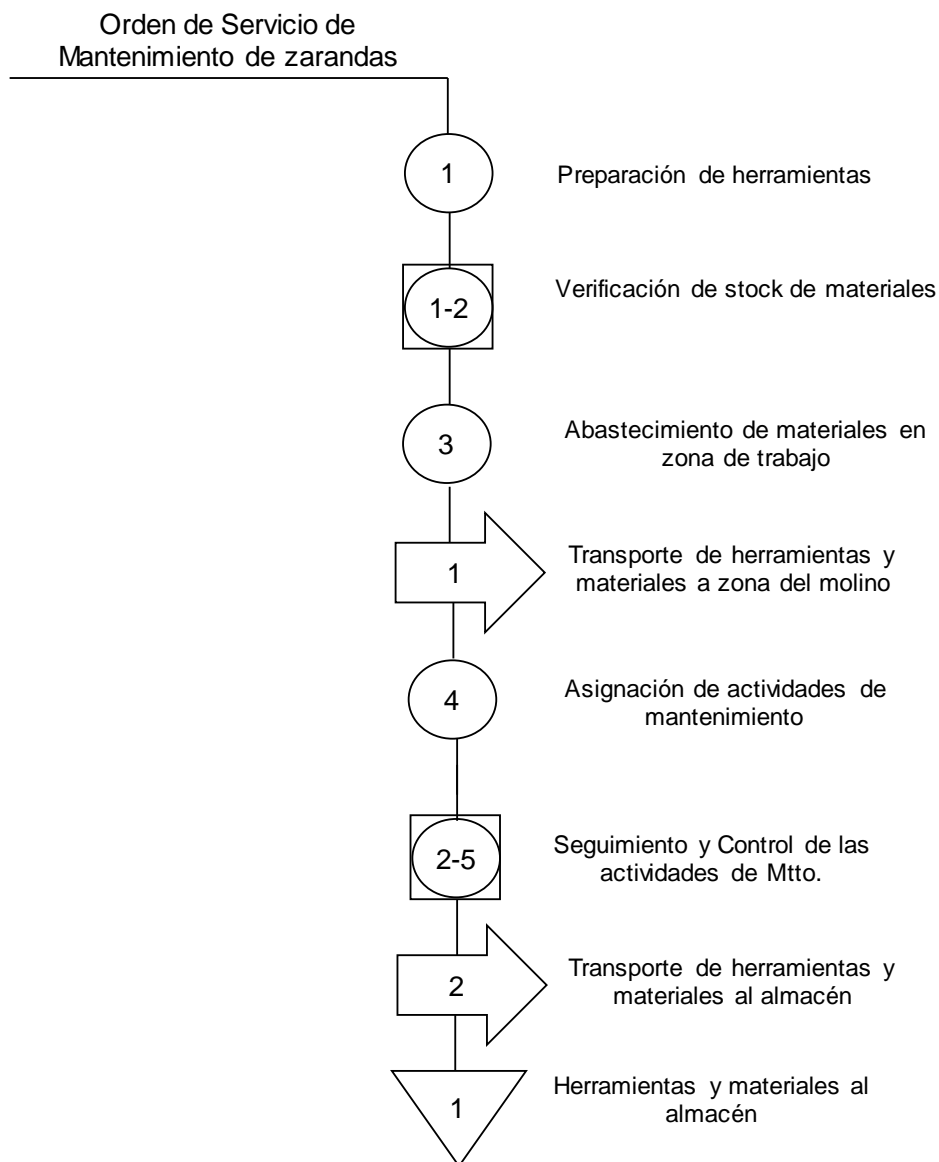 Orden de Servicio de
Mantenimiento de zarandas
1
Preparación de herramientas
1-2
Verificación de stock de materiales
3
Abastecimiento de materiales en
zona de trabajo
1
Transporte de herramientas y
materiales a zona del molino
4
Asignación de actividades de
mantenimiento
2-5
Seguimiento y Control de las
actividades de Mtto.
2
Transporte de herramientas y
materiales al almacén
1
Herramientas y materiales al
almacén